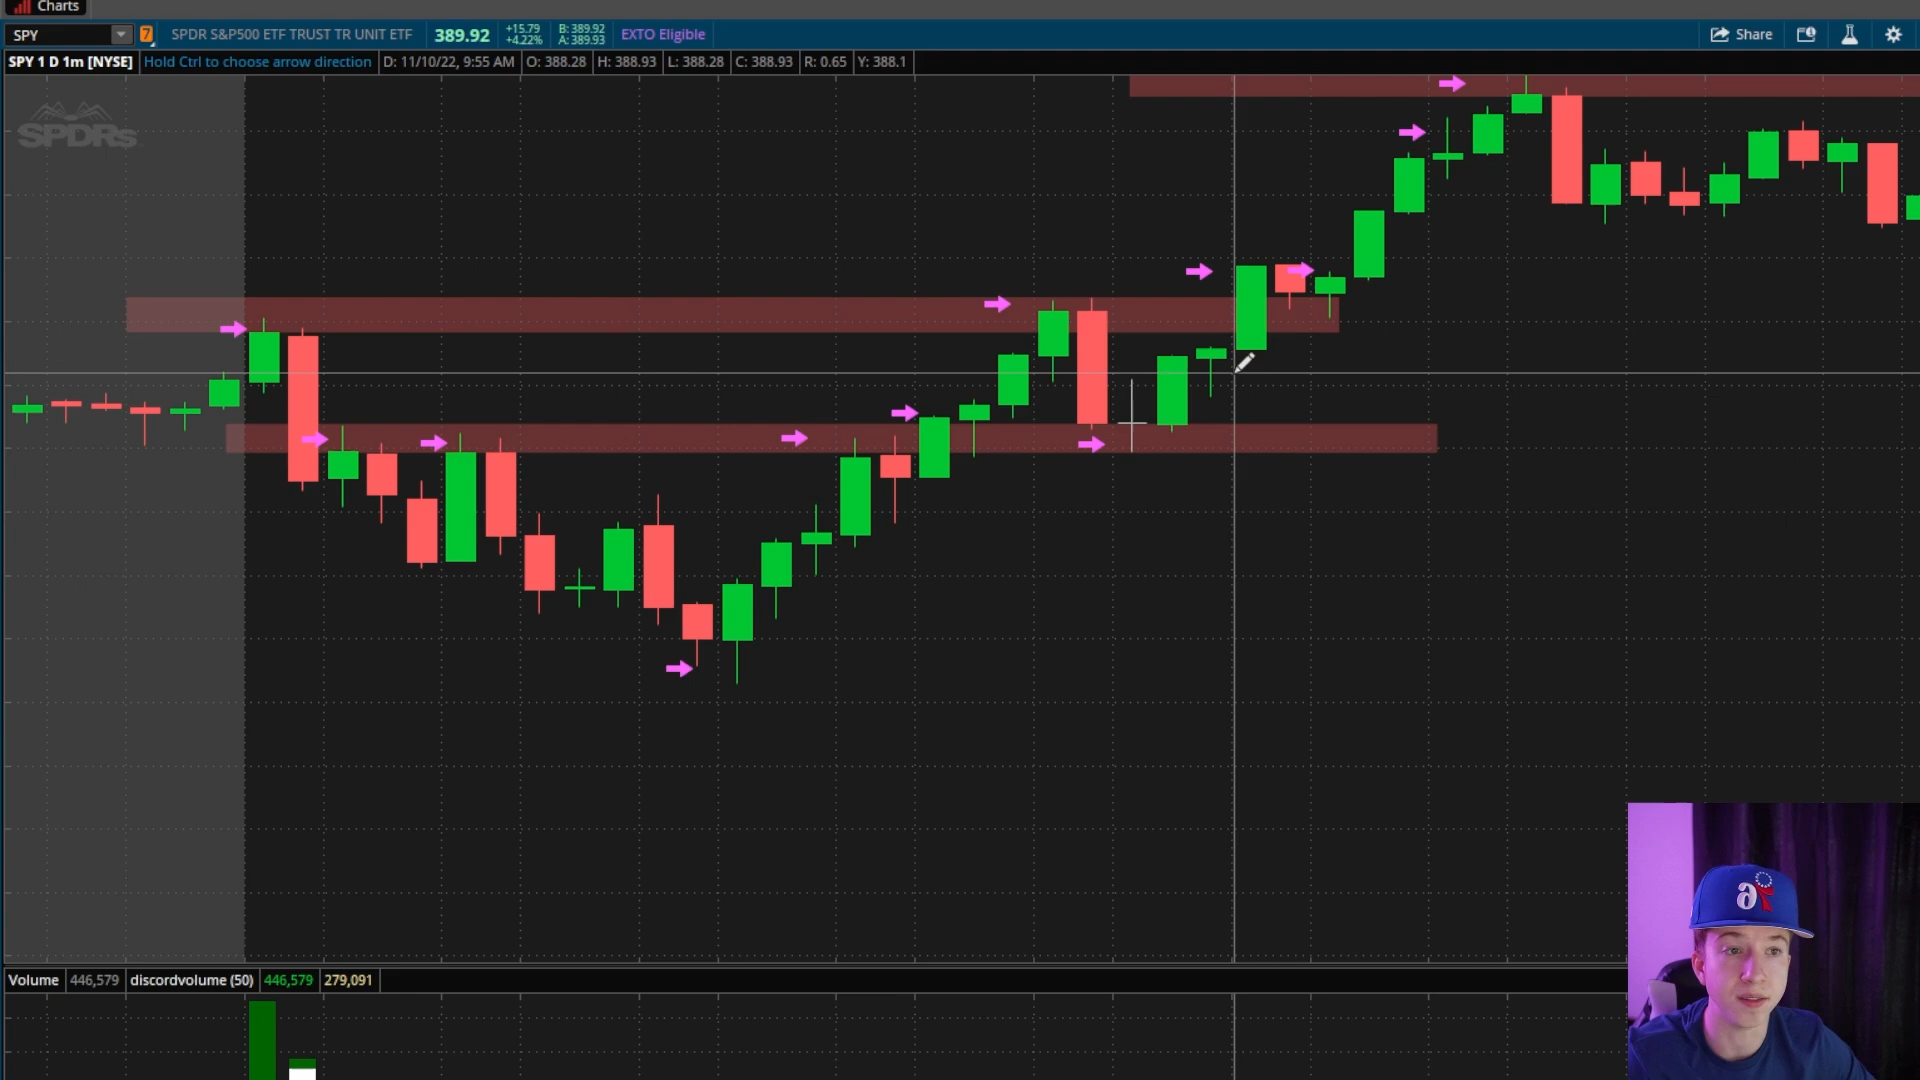 Charts
SPY 7 SPDR S&P500 ETF TRUST TR UNIT ETF 389.92 +15.79 +4.22% B: 389.92 A: 389.93 EXTO Eligible Share
SPY 1 D 1m [NYSE] Hold Ctrl to choose arrow direction D: 11/10/22, 9:55 AM O: 388.28 H: 388.93 L: 388.28 C: 388.93 R: 0.65 Y: 388.1
SPDRs
Volume 446,579 discordvolume (50) 446,579 279,091